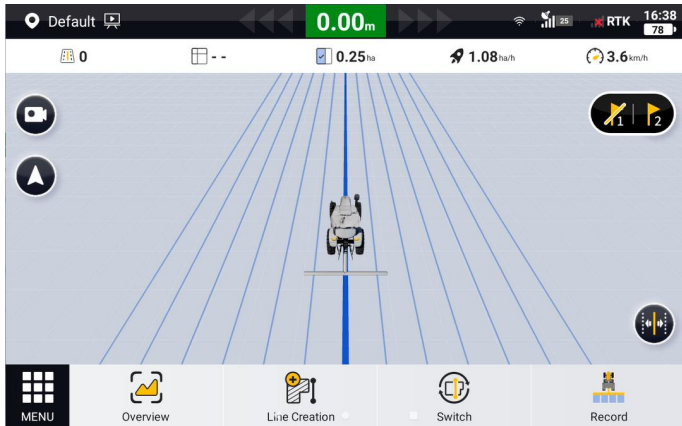 Default
0.00m
25
RTK
16:38
78
0
--
0.25ha
1.08ha/h
3.6km/h
1
2
MENU
Overview
Line Creation
Switch
Record